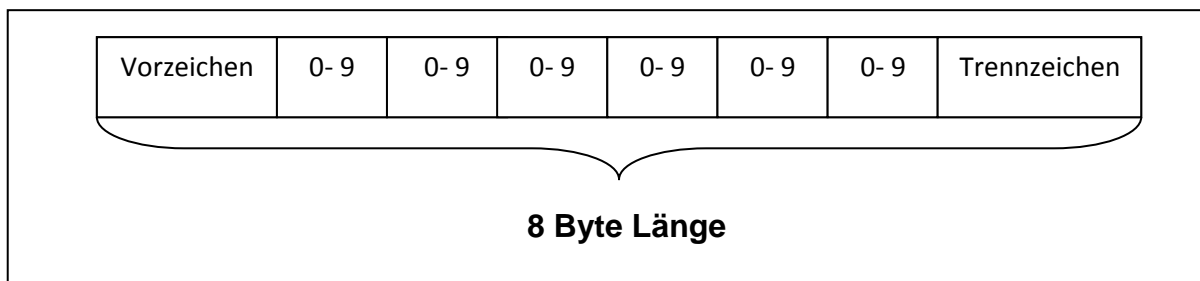 Vorzeichen 0- 9 0- 9 0- 9 0- 9 0- 9 0- 9 Trennzeichen
8 Byte Länge